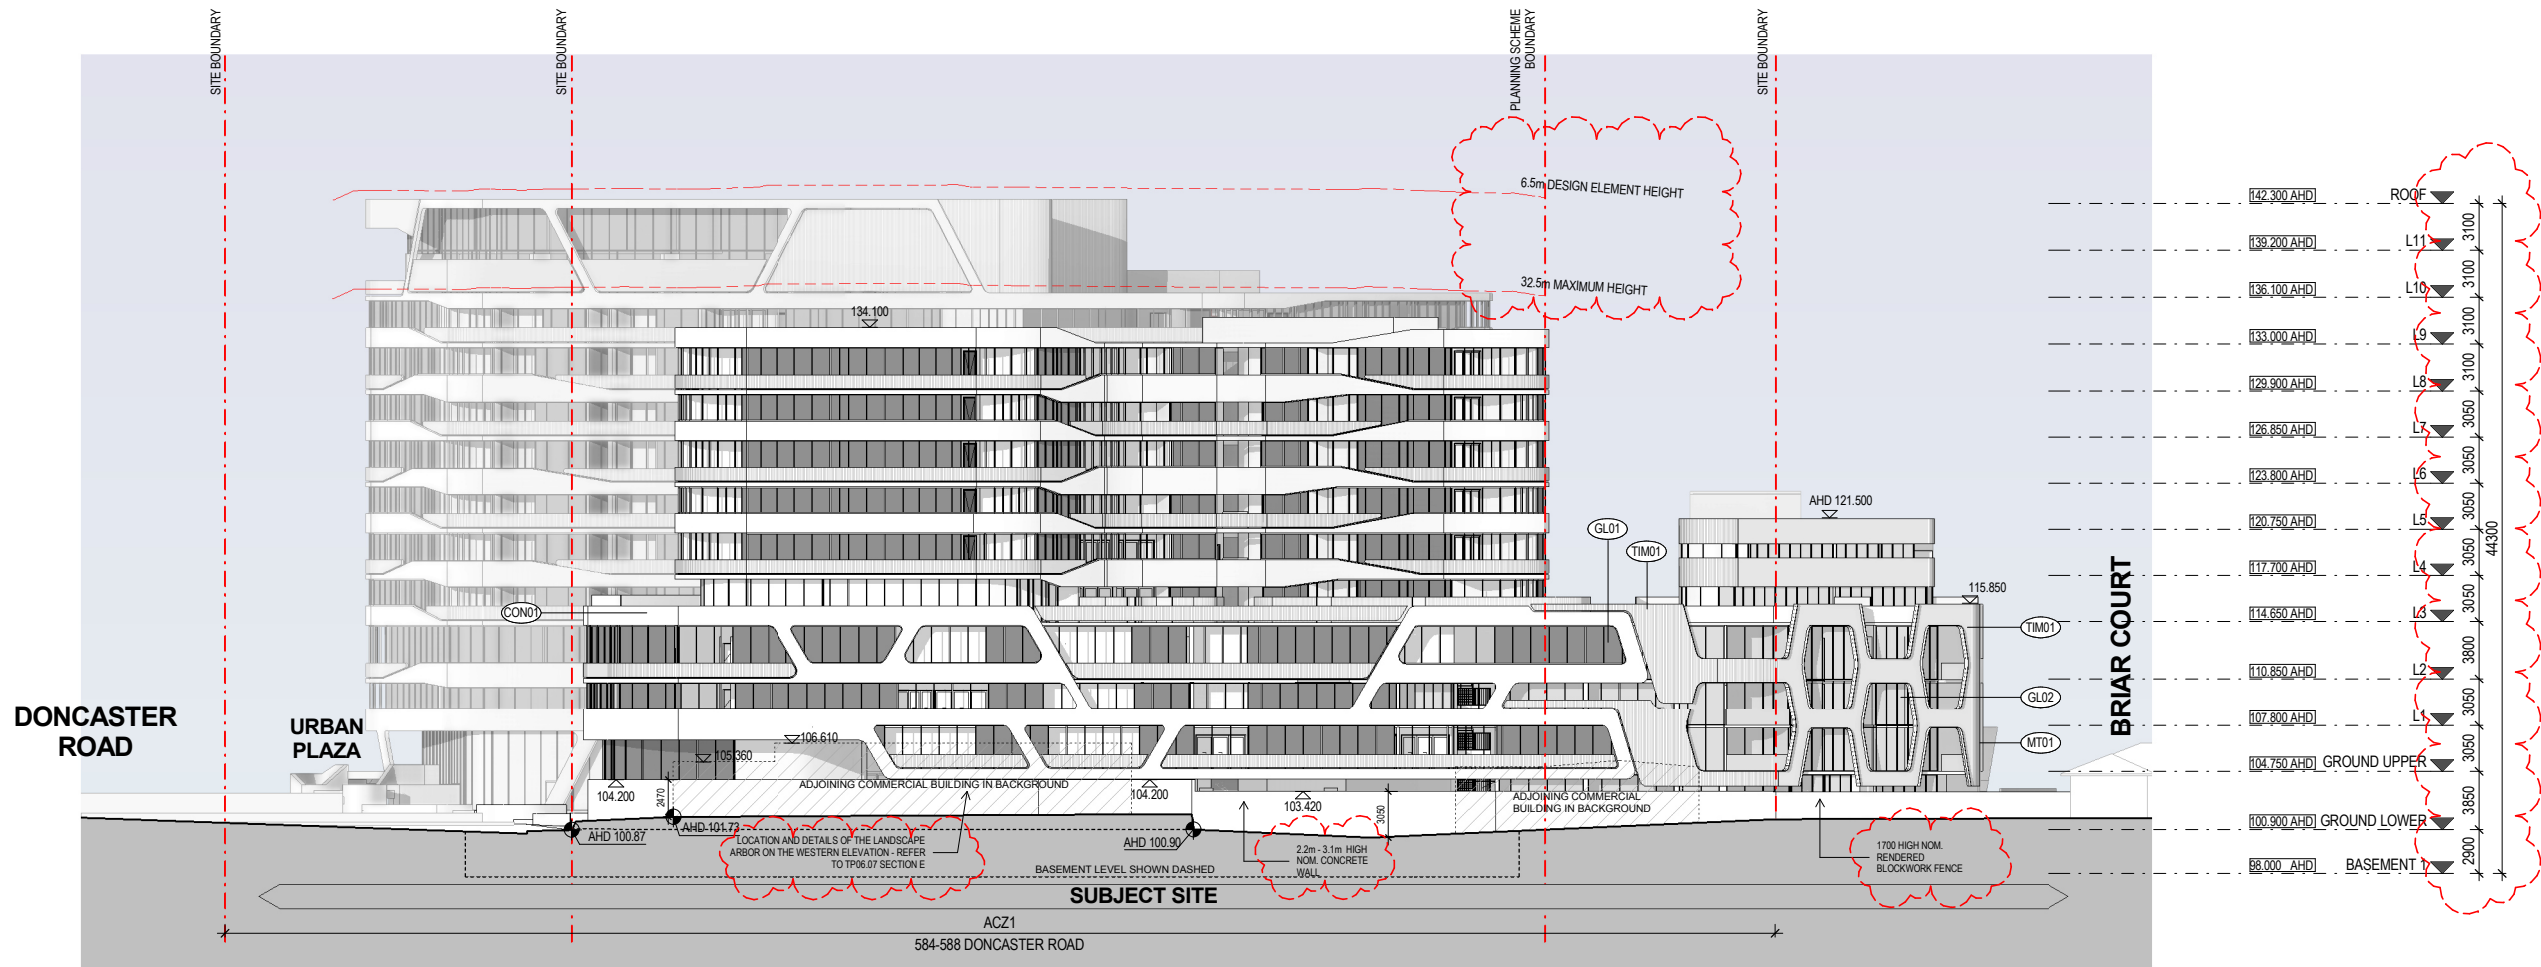 SITE BOUNDARY
SITE BOUNDARY
PLANNING SCHEME
BOUNDARY
SITE BOUNDARY
6.5m DESIGN ELEMENT HEIGHT
32.5m MAXIMUM HEIGHT
134.100
AHD 121.500
115.850
GL01
TIM01
CON01
TIM01
GL02
MT01
DONCASTER
ROAD
URBAN
PLAZA
BRIAR COURT
106.610
105.360
ADJOINING COMMERCIAL BUILDING IN BACKGROUND
104.200
2470
104.200
103.420
3050
ADJOINING COMMERCIAL
BUILDING IN BACKGROUND
AHD 100.87
AHD 101.73
AHD 100.90
LOCATION AND DETAILS OF THE LANDSCAPE
ARBOR ON THE WESTERN ELEVATION - REFER
TO TP06.07 SECTION E
2.2m - 3.1m HIGH
NOM. CONCRETE
WALL
1700 HIGH NOM.
RENDERED
BLOCKWORK FENCE
BASEMENT LEVEL SHOWN DASHED
SUBJECT SITE
ACZ1
584-588 DONCASTER ROAD
142.300 AHD ROOF
3100
139.200 AHD L11
3100
136.100 AHD L10
3100
133.000 AHD L9
3100
129.900 AHD L8
3050
126.850 AHD L7
3050
123.800 AHD L6
3050
120.750 AHD L5
3050
44300
117.700 AHD L4
3050
114.650 AHD L3
3800
110.850 AHD L2
3050
107.800 AHD L1
3050
104.750 AHD GROUND UPPER
3850
100.900 AHD GROUND LOWER
2900
98.000 AHD BASEMENT 1